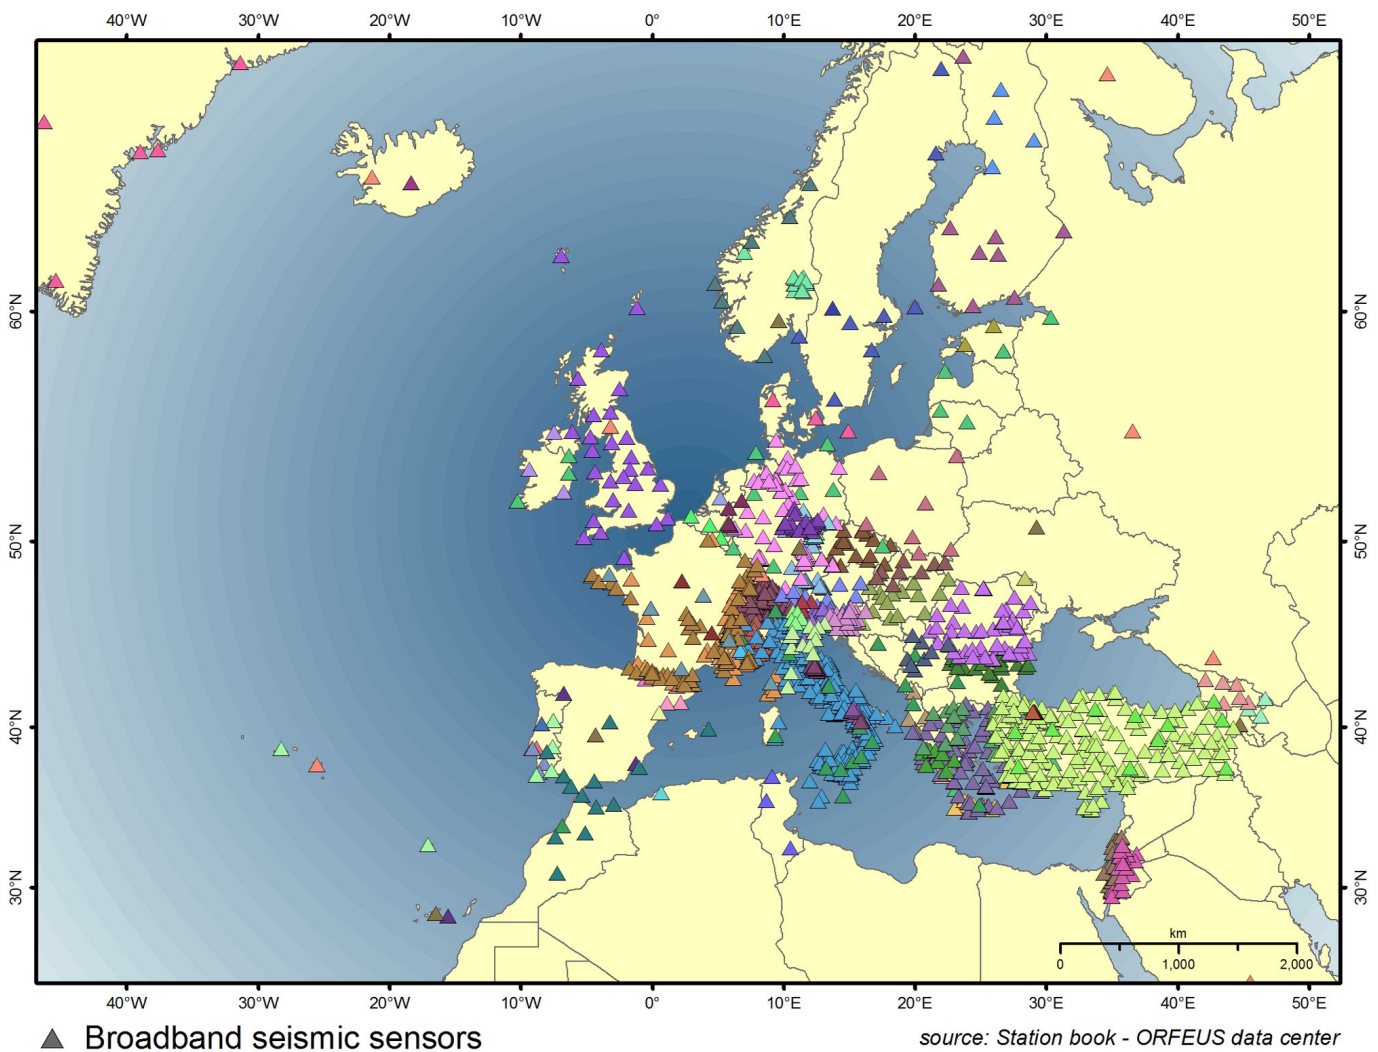 40°W 30°W 20°W 10°W 0° 10°E 20°E 30°E 40°E 50°E
60°N 60°N
50°N 50°N
40°N 40°N
30°N 30°N
km
0 1,000 2,000
40°W 30°W 20°W 10°W 0° 10°E 20°E 30°E 40°E 50°E
Broadband seismic sensors source: Station book - ORFEUS data center